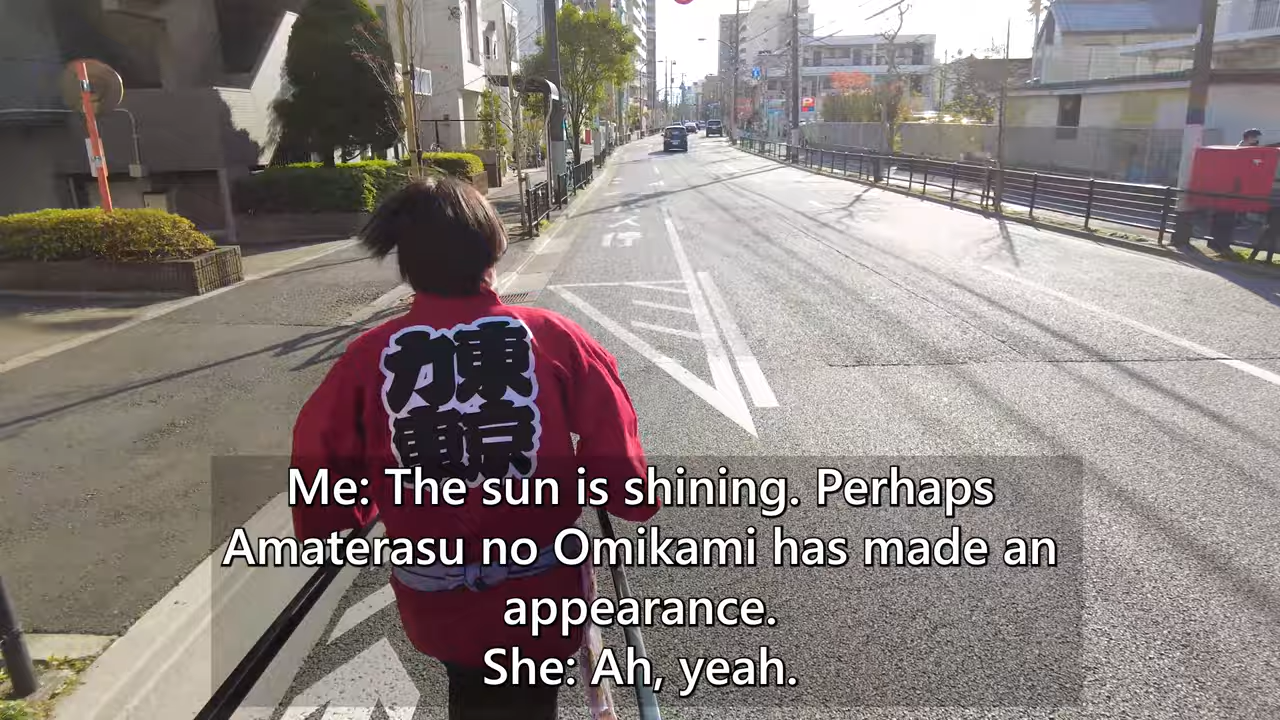 東京
力車
Me: The sun is shining. Perhaps
Amaterasu no Omikami has made an
appearance.
She: Ah, yeah.